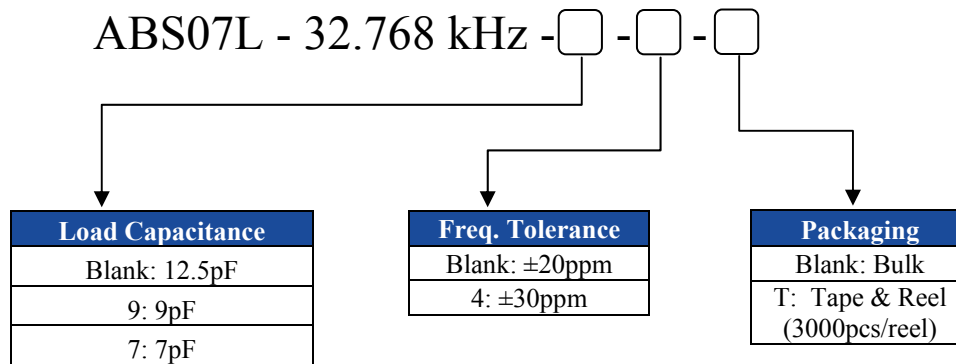 ABS07L - 32.768 kHz - - -
Load Capacitance
Blank: 12.5pF
9: 9pF
7: 7pF
Freq. Tolerance
Blank: ±20ppm
4: ±30ppm
Packaging
Blank: Bulk
T: Tape & Reel
(3000pcs/reel)